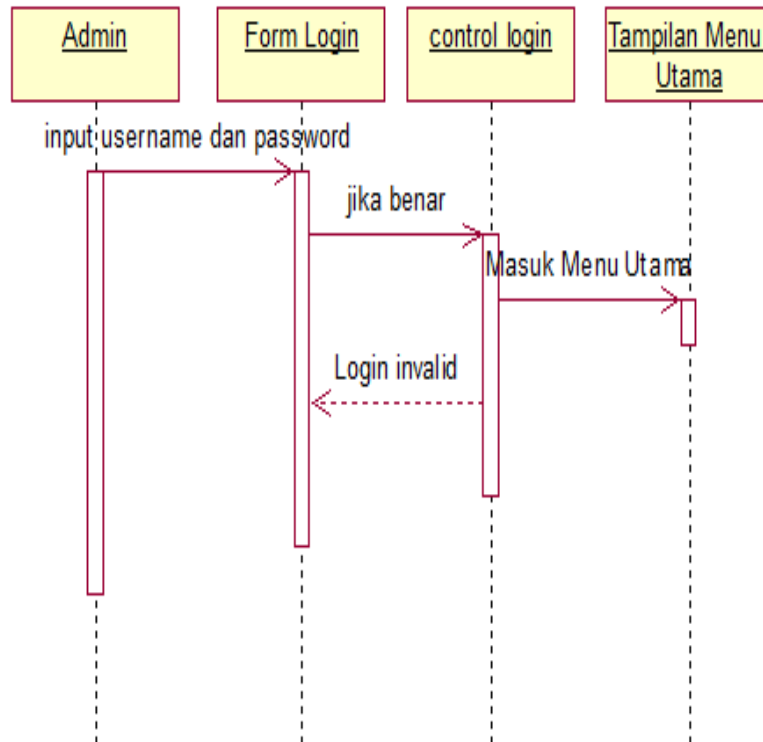 Admin
Form Login
control login
Tampilan Menu
Utama
input username dan password
jika benar
Masuk Menu Utama
Login invalid